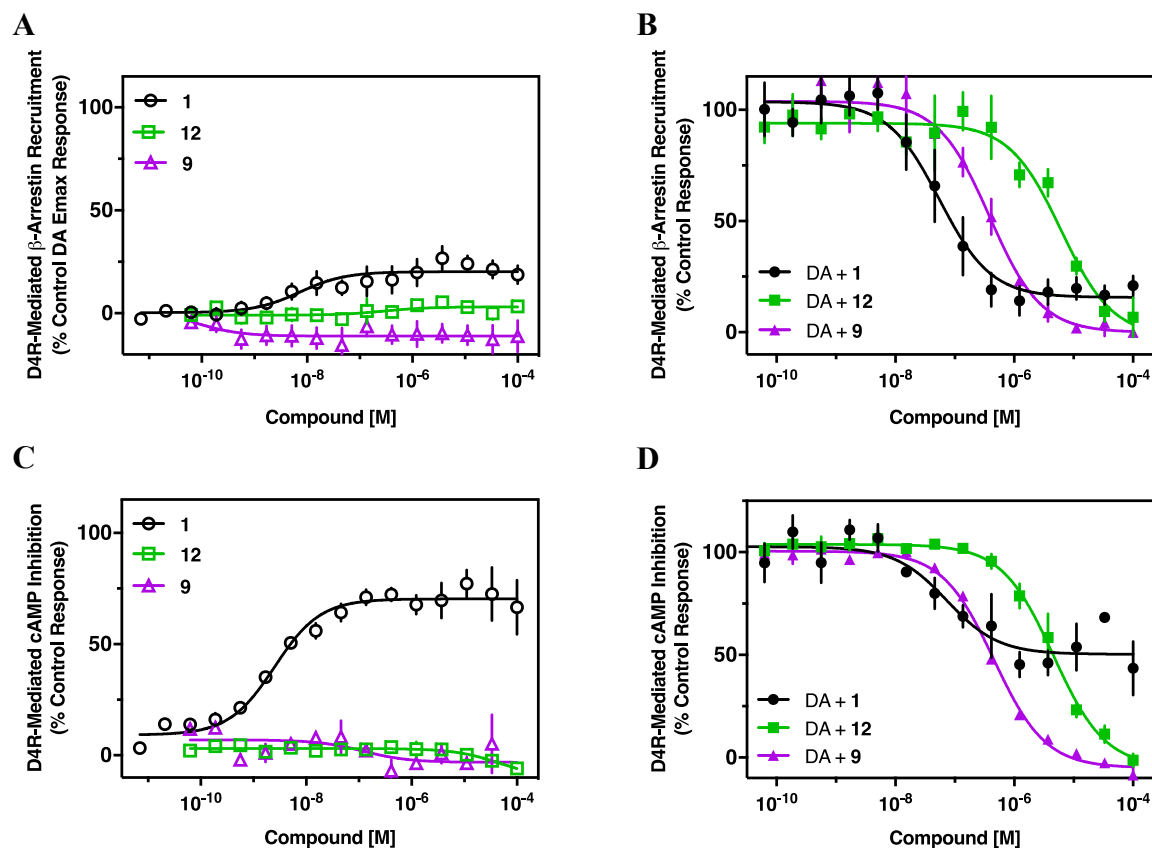 A
D4R-Mediated β-Arrestin Recruitment
(% Control DA Emax Response)
100
50
0
1
12
9
10-10
10-8
10-6
10-4
Compound [M]
B
D4R-Mediated β-Arrestin Recruitment
(% Control Response)
100
50
0
DA + 1
DA + 12
DA + 9
10-10
10-8
10-6
10-4
Compound [M]
C
D4R-Mediated cAMP Inhibition
(% Control Response)
100
50
0
1
12
9
10-10
10-8
10-6
10-4
Compound [M]
D
D4R-Mediated cAMP Inhibition
(% Control Response)
100
50
0
DA + 1
DA + 12
DA + 9
10-10
10-8
10-6
10-4
Compound [M]